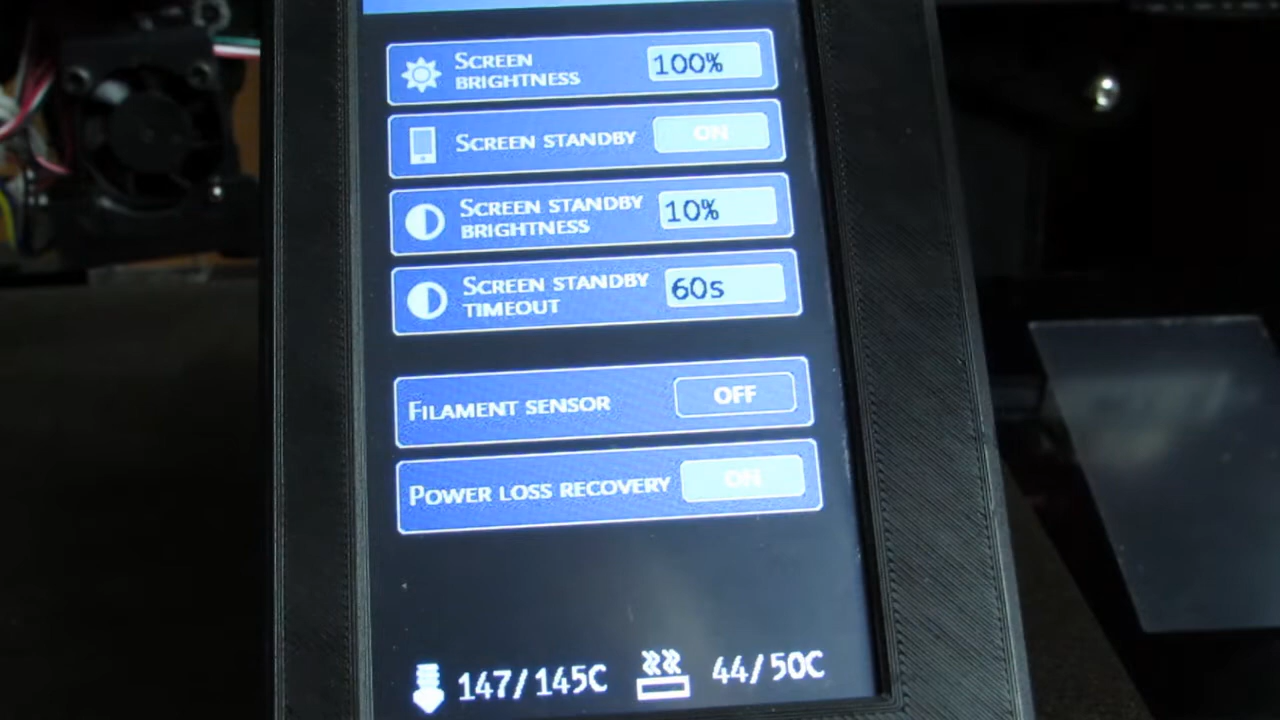 SCREEN
BRIGHTNESS
100%
SCREEN STANDBY
ON
SCREEN STANDBY
BRIGHTNESS
10%
SCREEN STANDBY
TIMEOUT
60s
FILAMENT SENSOR
OFF
POWER LOSS RECOVERY
ON
147/145C
44/50C